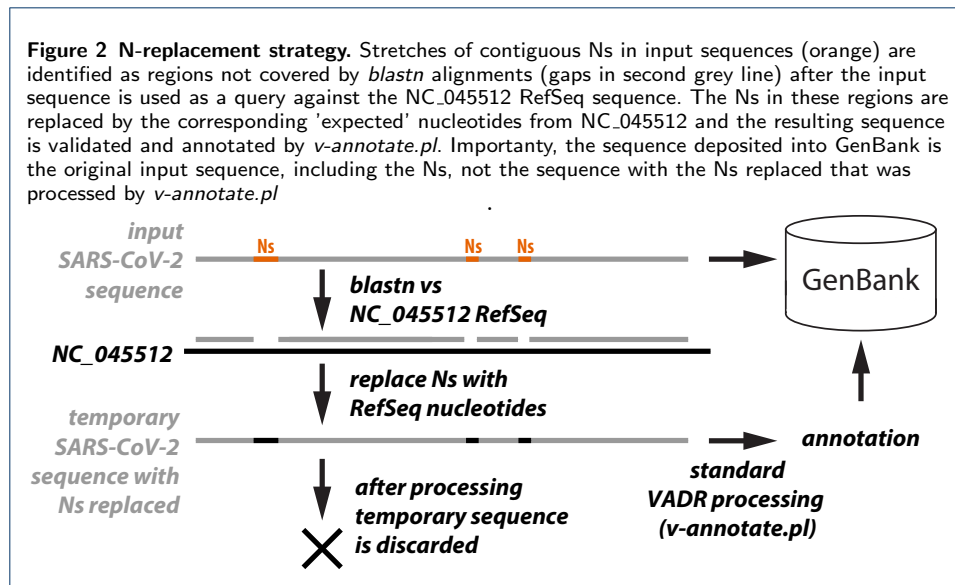 Figure 2 N-replacement strategy. Stretches of contiguous Ns in input sequences (orange) are
identified as regions not covered by blastn alignments (gaps in second grey line) after the input
sequence is used as a query against the NC_045512 RefSeq sequence. The Ns in these regions are
replaced by the corresponding 'expected' nucleotides from NC_045512 and the resulting sequence
is validated and annotated by v-annotate.pl. Importanty, the sequence deposited into GenBank is
the original input sequence, including the Ns, not the sequence with the Ns replaced that was
processed by v-annotate.pl
.
input
SARS-CoV-2
sequence
Ns
Ns
Ns
GenBank
blastn vs
NC_045512 RefSeq
NC_045512
replace Ns with
RefSeq nucleotides
temporary
SARS-CoV-2
sequence with
Ns replaced
annotation
standard
VADR processing
(v-annotate.pl)
after processing
temporary sequence
is discarded